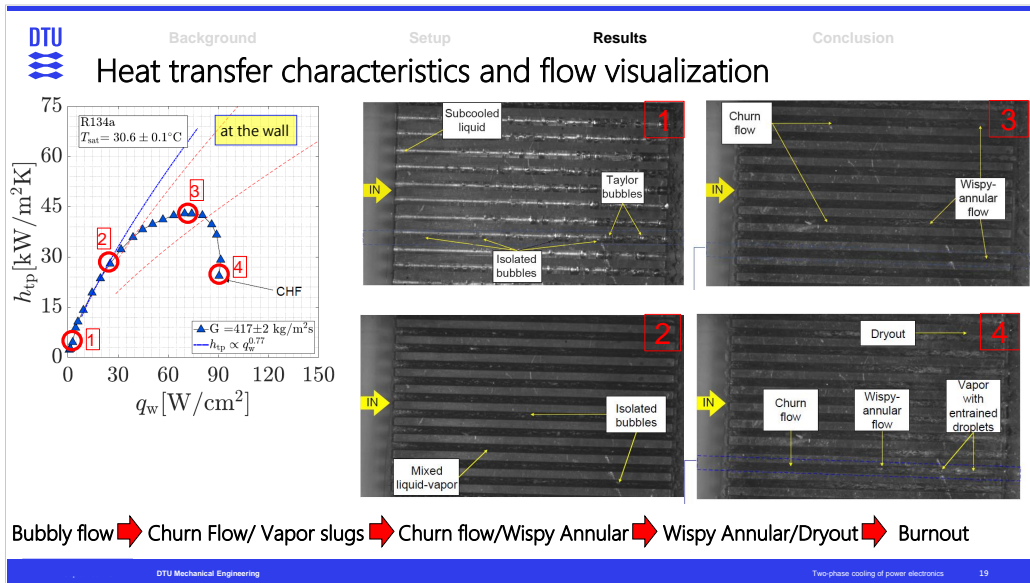 DTU
Background
Setup
Results
Conclusion
Heat transfer characteristics and flow visualization
75
60
45
30
15
0
0
30
60
90
120
150
h_tp [kW/m²K]
q_w [W/cm²]
R134a
T_sat = 30.6 ± 0.1°C
at the wall
1
2
3
4
CHF
G =417±2 kg/m²s
h_tp ∝ q_w^0.77
1
IN
Subcooled
liquid
Taylor
bubbles
Isolated
bubbles
3
IN
Churn
flow
Wispy-
annular
flow
2
IN
Isolated
bubbles
Mixed
liquid-vapor
4
IN
Dryout
Churn
flow
Wispy-
annular
flow
Vapor
with
entrained
droplets
Bubbly flow
Churn Flow/ Vapor slugs
Churn flow/Wispy Annular
Wispy Annular/Dryout
Burnout
DTU Mechanical Engineering
Two-phase cooling of power electronics
19